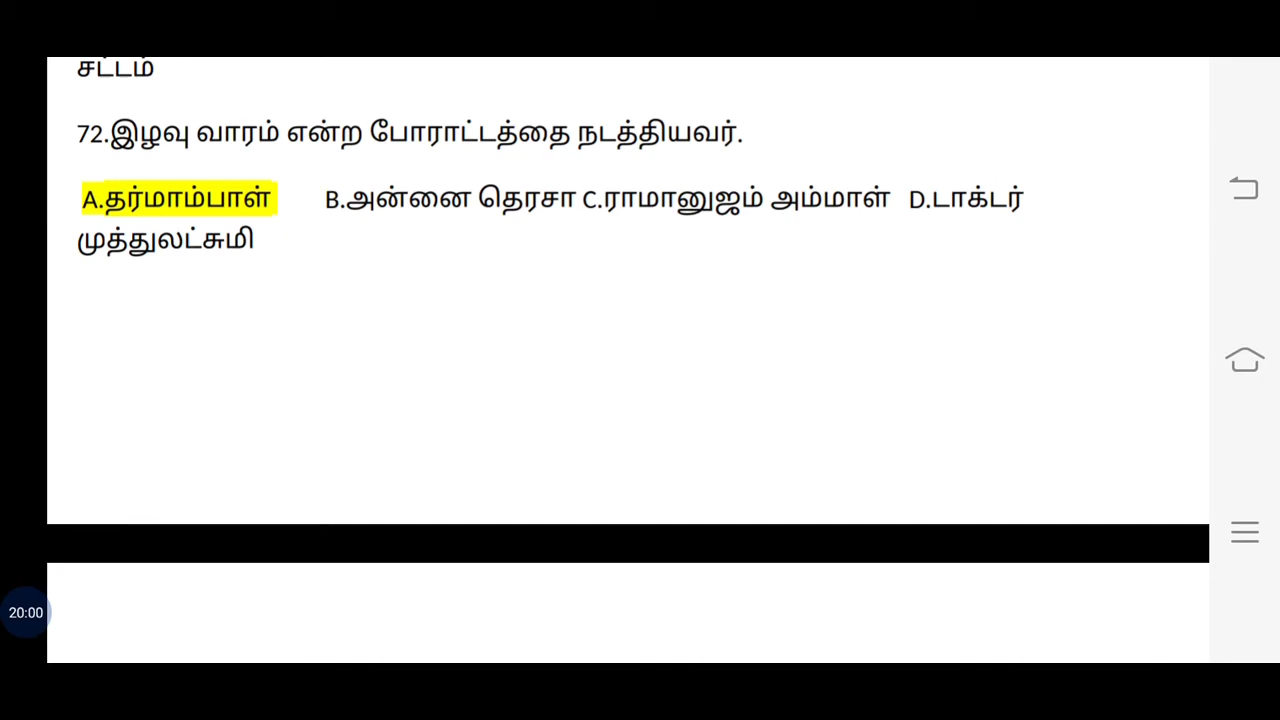 சட்டம்
72.இழவு வாரம் என்ற போராட்டத்தை நடத்தியவர்.
A.தர்மாம்பாள் B.அன்னை தெரசா C.ராமானுஜம் அம்மாள் D.டாக்டர்
முத்துலட்சுமி
20:00